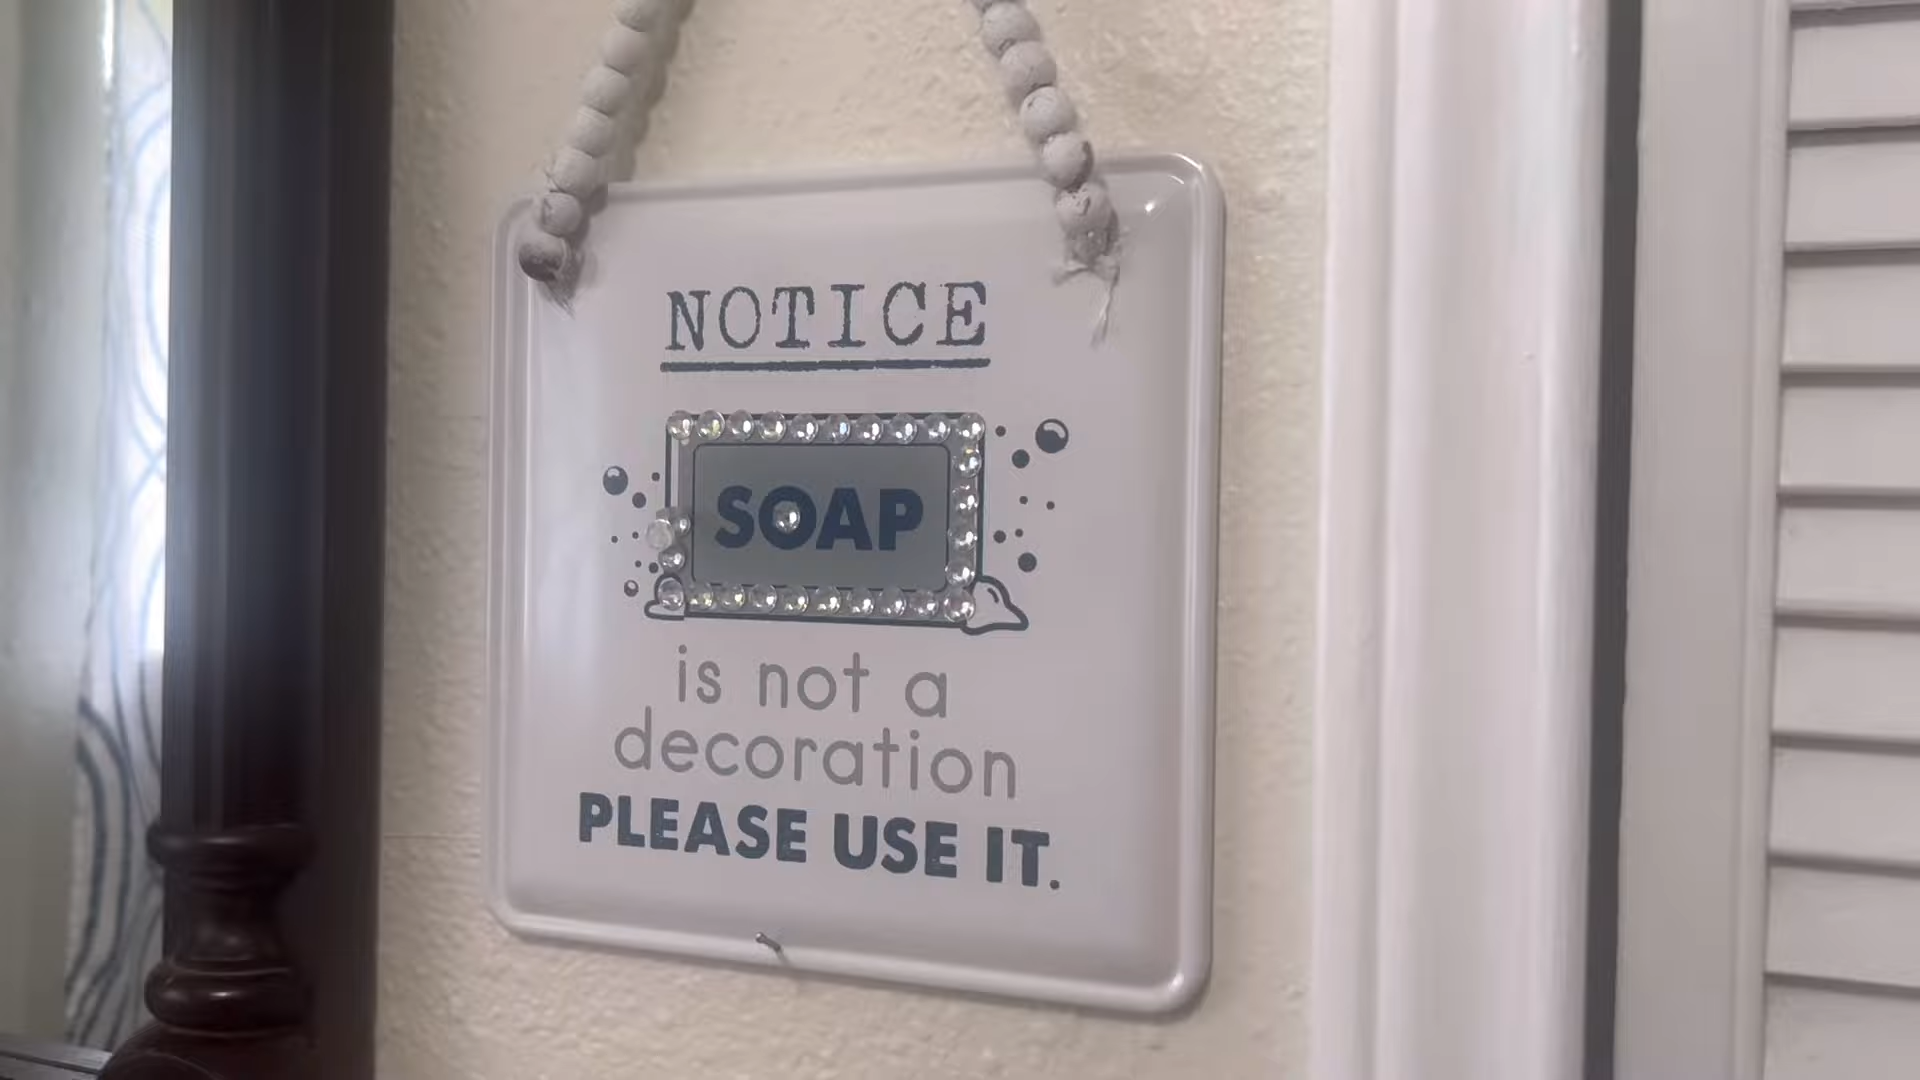 NOTICE
SOAP
is not a
decoration
PLEASE USE IT.